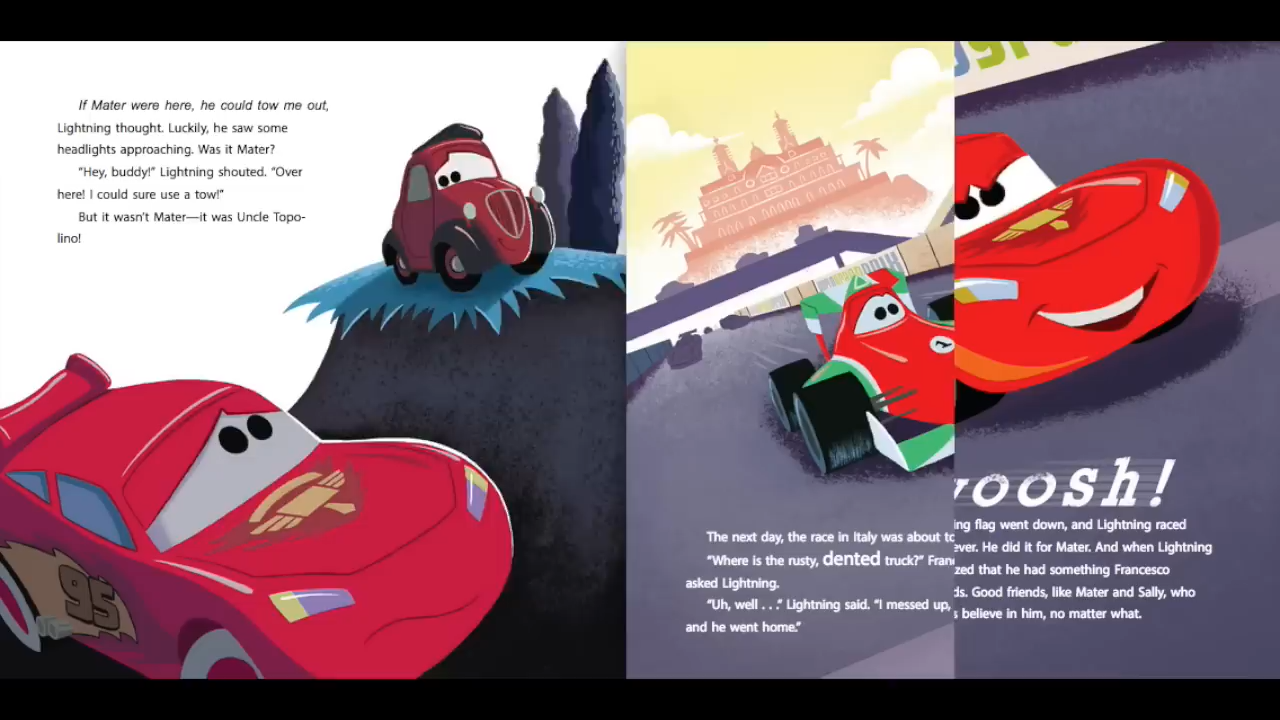 If Mater were here, he could tow me out,
Lightning thought. Luckily, he saw some
headlights approaching. Was it Mater?
“Hey, buddy!” Lightning shouted. “Over
here! I could sure use a tow!”
But it wasn’t Mater—it was Uncle Topo-
lino!
95
The next day, the race in Italy was about to
“Where is the rusty, dented truck?” Fran
asked Lightning.
“Uh, well . . .” Lightning said. “I messed up,
and he went home.”
1
oosh!
ing flag went down, and Lightning raced
ever. He did it for Mater. And when Lightning
zed that he had something Francesco
ds. Good friends, like Mater and Sally, who
s believe in him, no matter what.